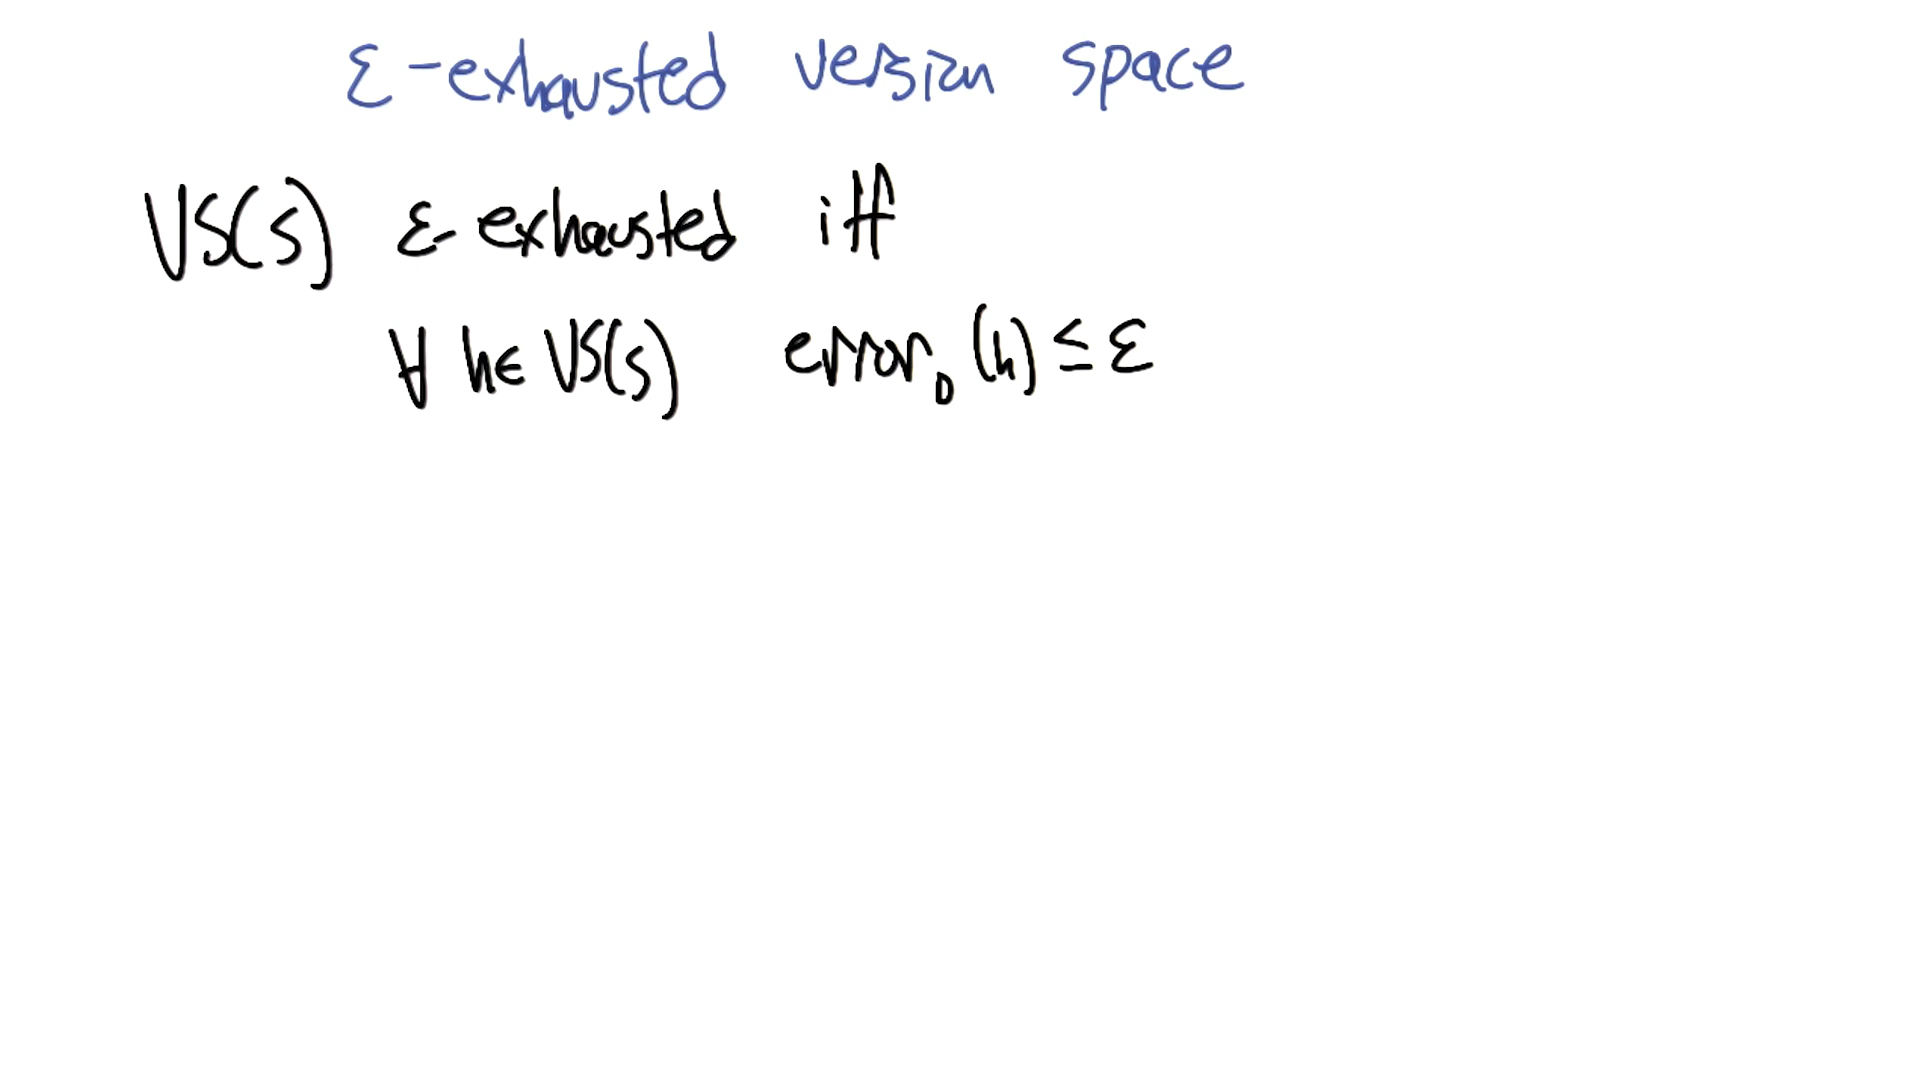 ε-exhausted version space
VS(S) ε-exhausted iff
∀ h∈ VS(S) error_D (h) ≤ ε